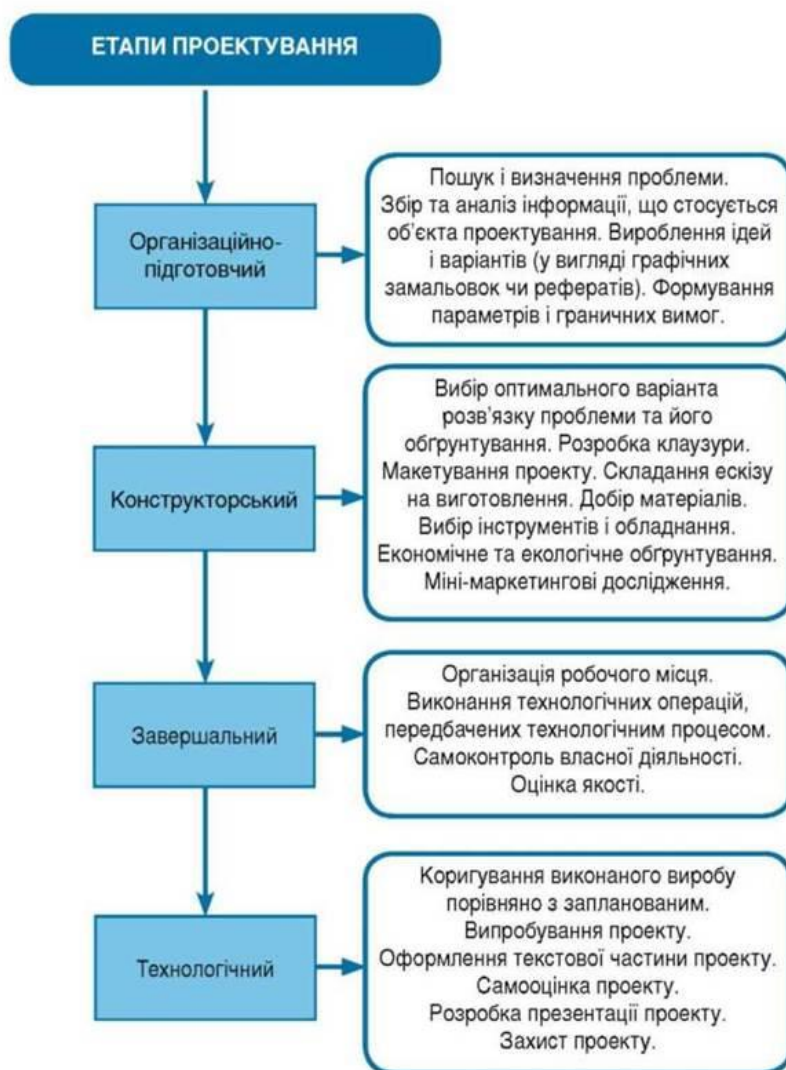 ЕТАПИ ПРОЕКТУВАННЯ
Організаційно-
підготовчий
Пошук і визначення проблеми.
Збір та аналіз інформації, що стосується
об’єкта проектування. Вироблення ідей
і варіантів (у вигляді графічних
замальовок чи рефератів). Формування
параметрів і граничних вимог.
Конструкторський
Вибір оптимального варіанта
розв’язку проблеми та його
обґрунтування. Розробка клаузури.
Макетування проекту. Складання ескізу
на виготовлення. Добір матеріалів.
Вибір інструментів і обладнання.
Економічне та екологічне обґрунтування.
Міні-маркетингові дослідження.
Завершальний
Організація робочого місця.
Виконання технологічних операцій,
передбачених технологічним процесом.
Самоконтроль власної діяльності.
Оцінка якості.
Технологічний
Коригування виконаного виробу
порівняно з запланованим.
Випробування проекту.
Оформлення текстової частини проекту.
Самооцінка проекту.
Розробка презентації проекту.
Захист проекту.